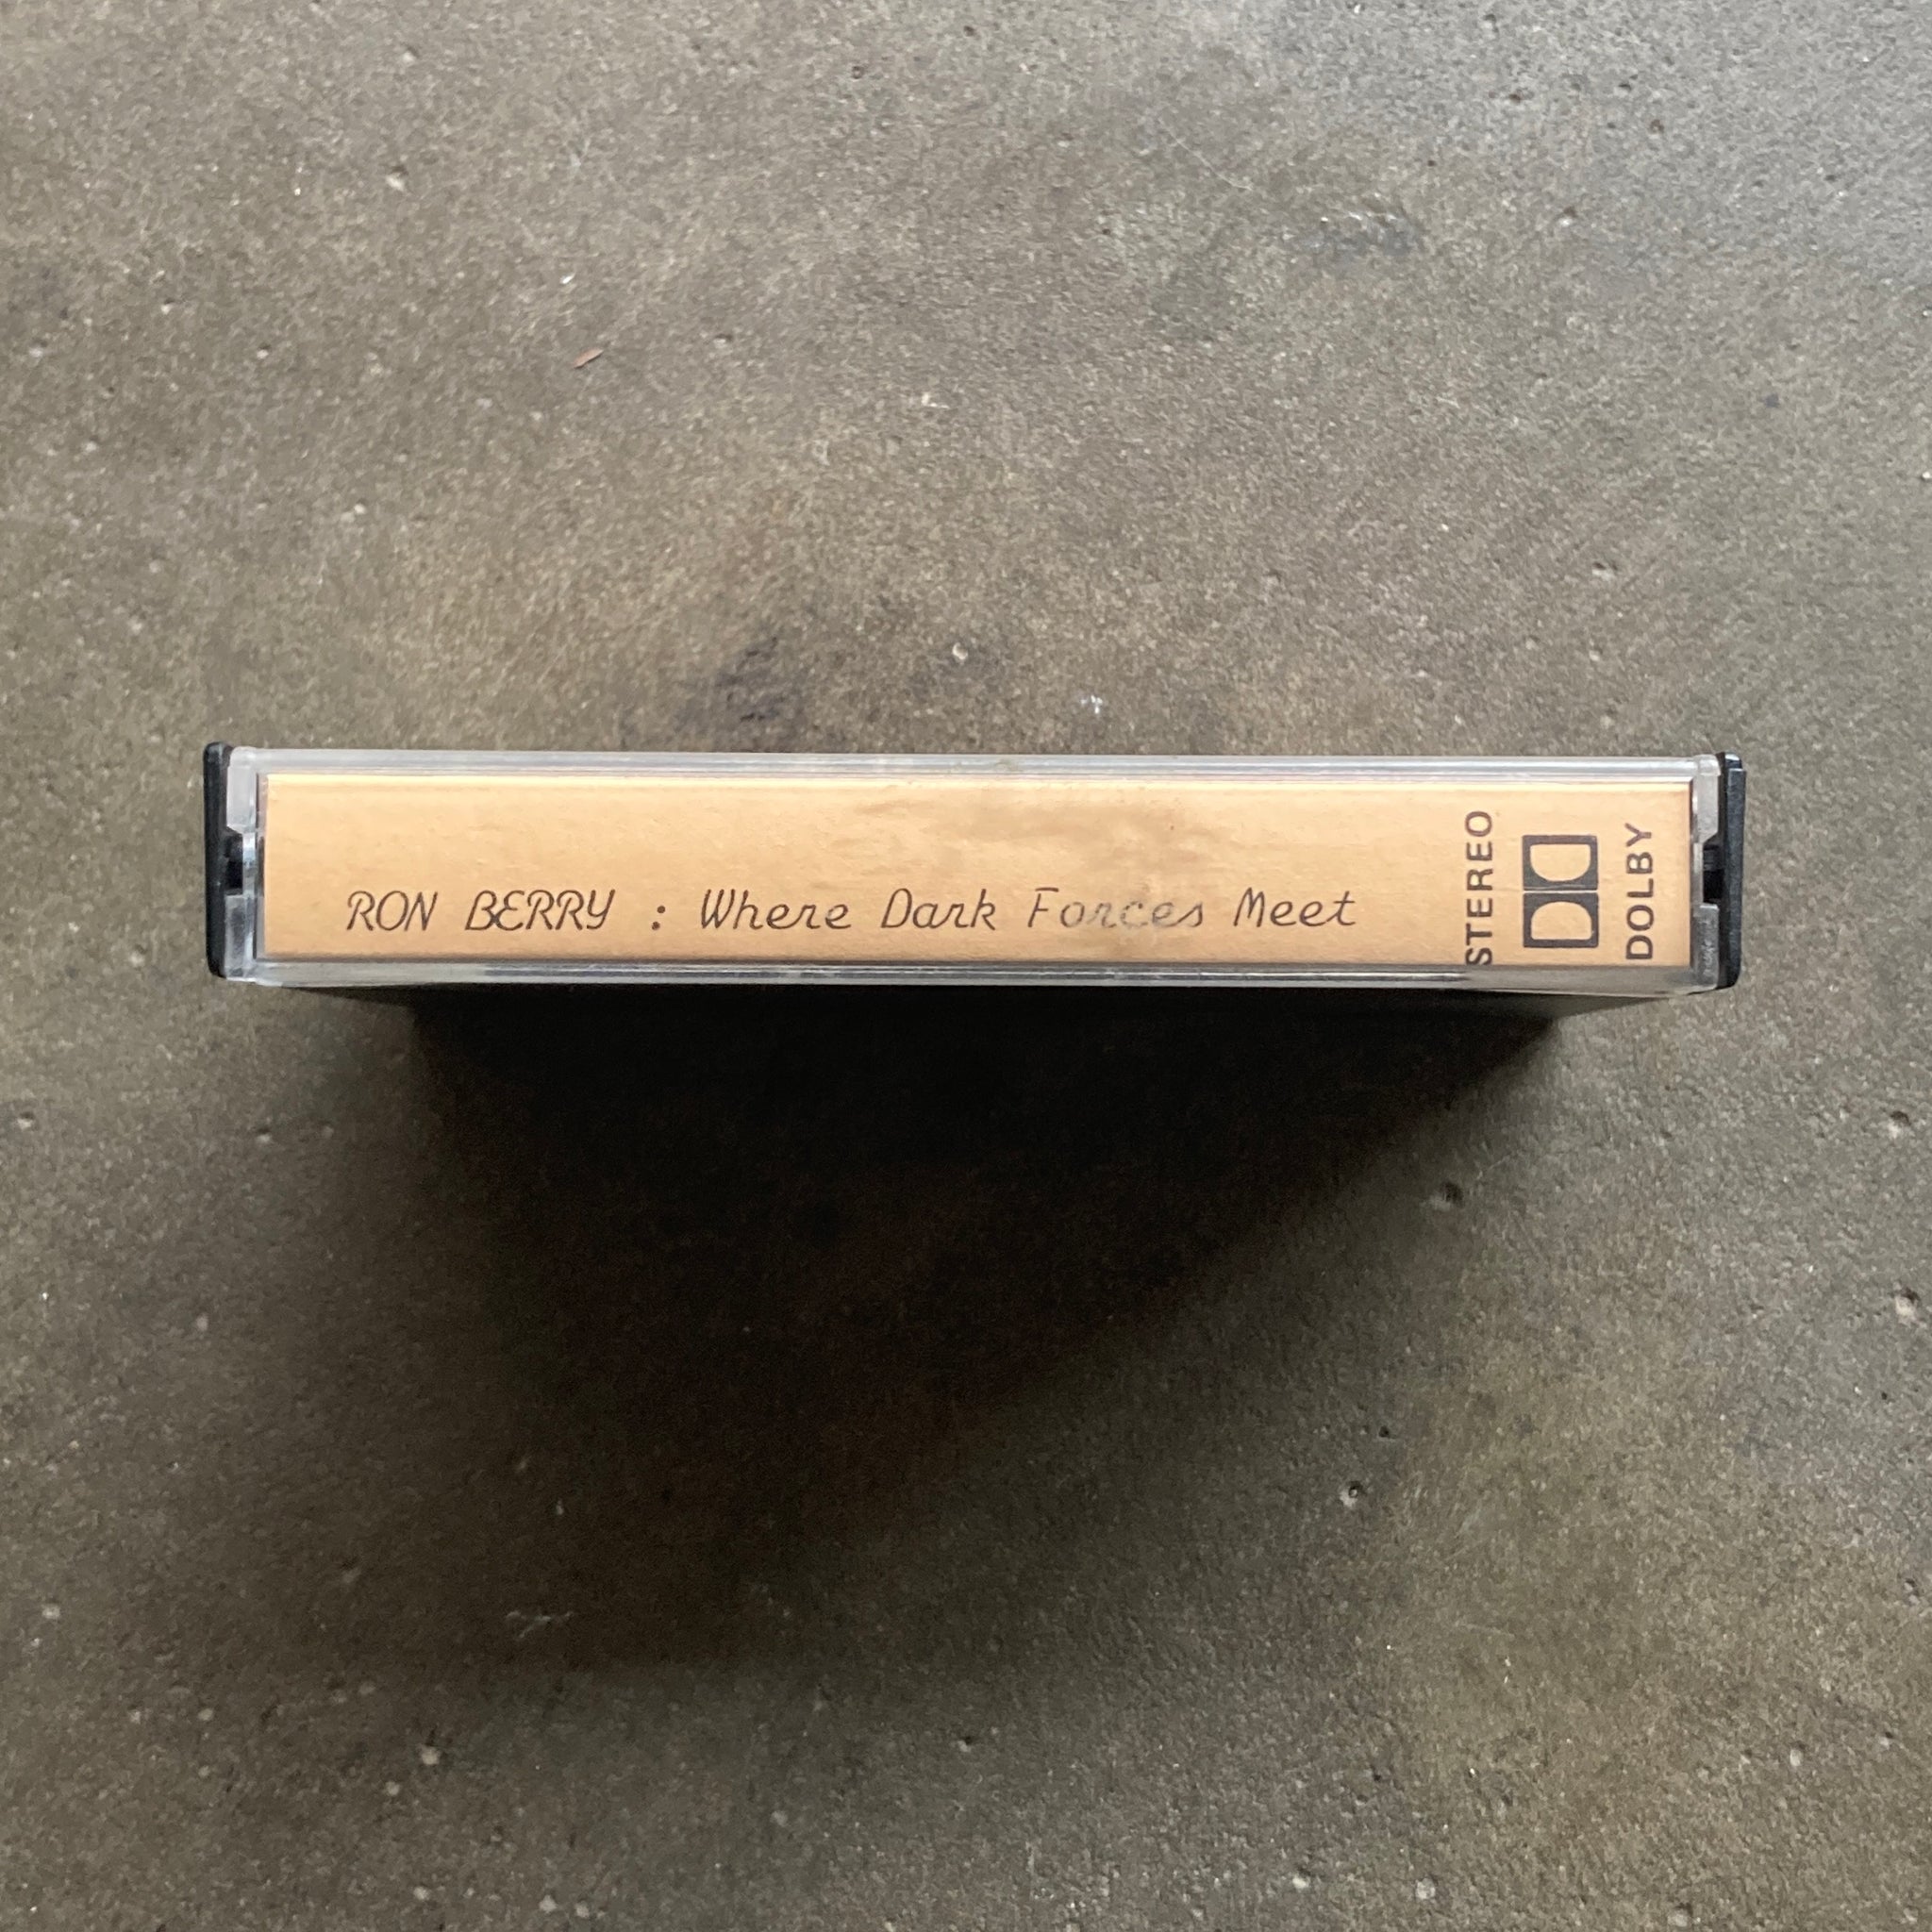 RON BERRY : Where Dark Forces Meet
STEREO
DOLBY